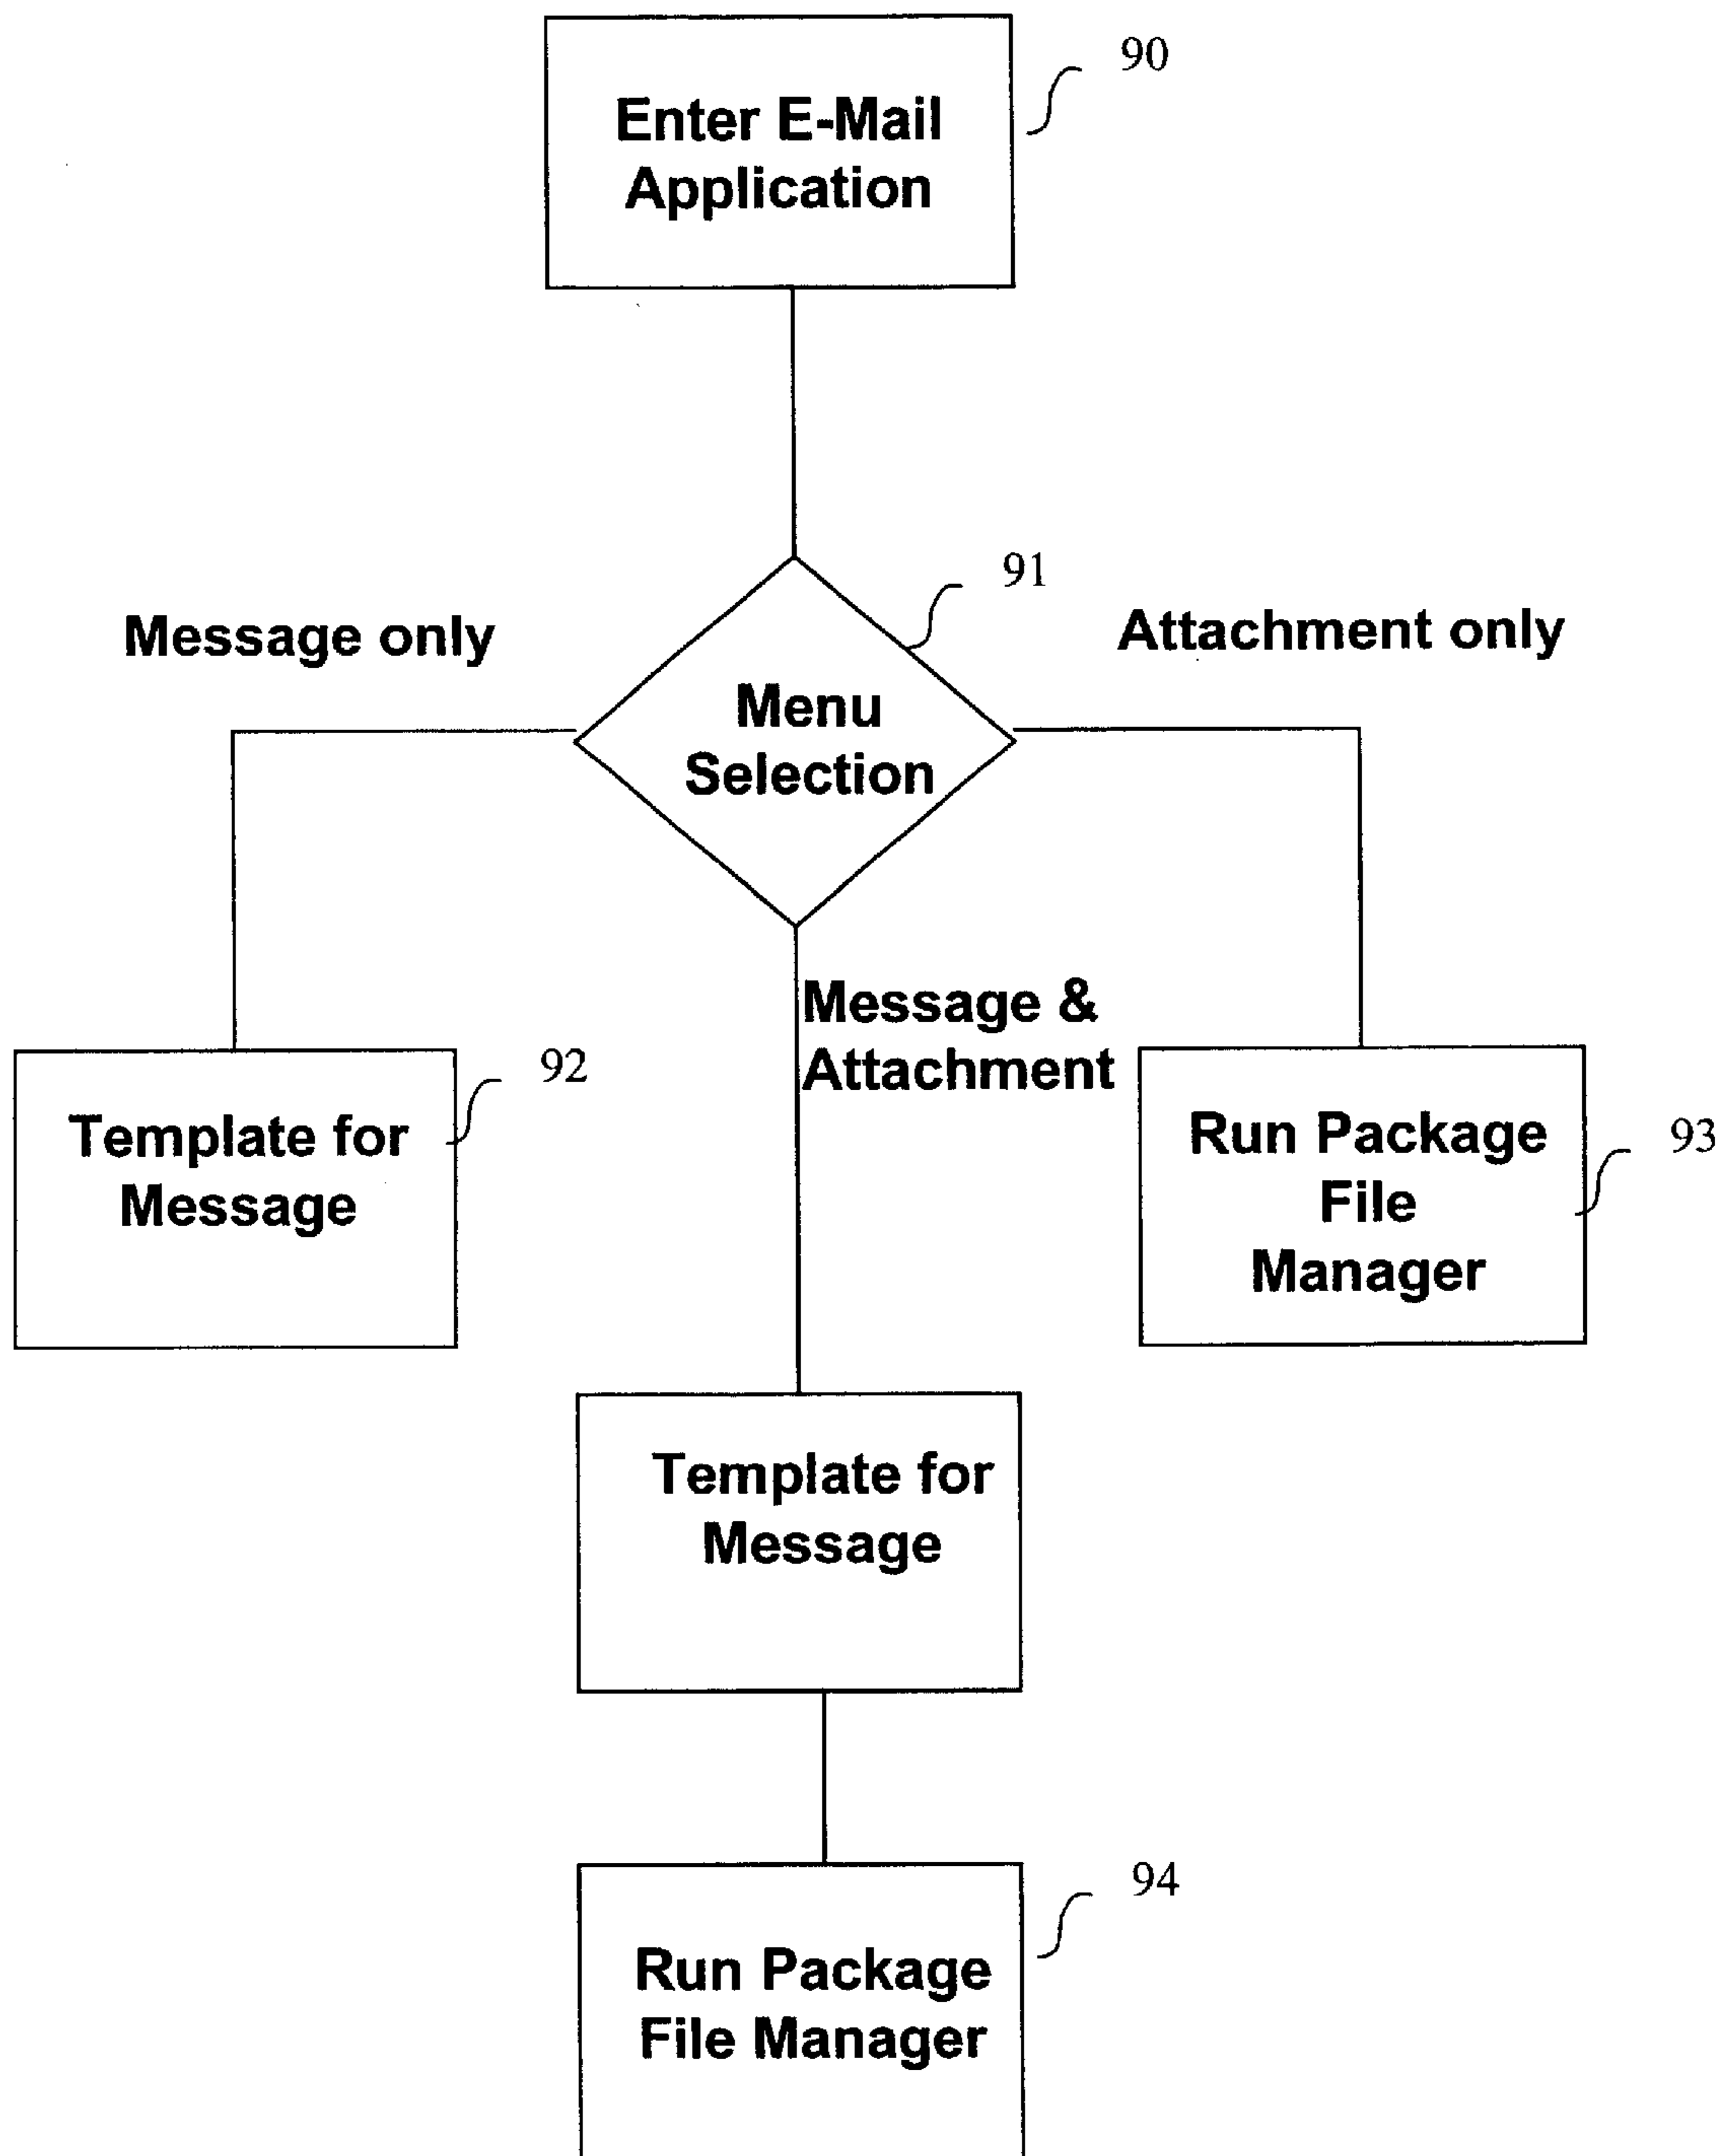 90
Enter E-Mail
Application
91
Message only
Attachment only
Menu
Selection
Message &
Attachment
92
Template for
Message
Run Package
File
Manager
93
Template for
Message
94
Run Package
File Manager